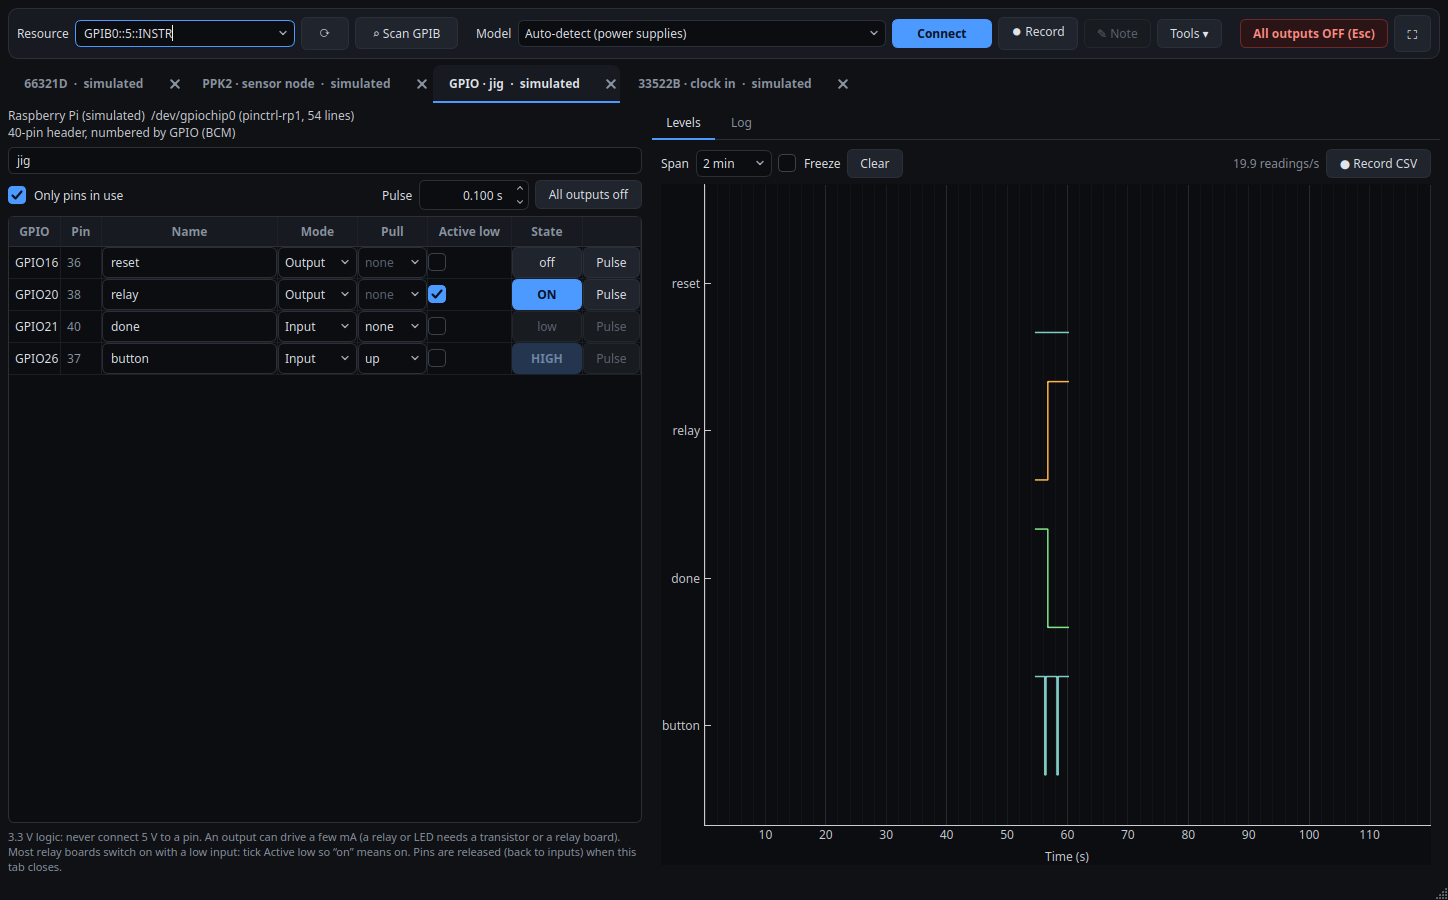 Resource GPIB0::5::INSTR ⟳ ⌕ Scan GPIB Model Auto-detect (power supplies) Connect ● Record ✎ Note Tools ▾ All outputs OFF (Esc)
66321D · simulated PPK2 · sensor node · simulated GPIO · jig · simulated 33522B · clock in · simulated
Raspberry Pi (simulated) /dev/gpiochip0 (pinctrl-rp1, 54 lines)
40-pin header, numbered by GPIO (BCM)
jig
Only pins in use Pulse 0.100 s All outputs off
GPIO Pin Name Mode Pull Active low State
GPIO16 36 reset Output none off Pulse
GPIO20 38 relay Output none ON Pulse
GPIO21 40 done Input none low Pulse
GPIO26 37 button Input up HIGH Pulse
3.3 V logic: never connect 5 V to a pin. An output can drive a few mA (a relay or LED needs a transistor or a relay board).
Most relay boards switch on with a low input: tick Active low so “on” means on. Pins are released (back to inputs) when this
tab closes.
Levels Log
Span 2 min Freeze Clear 19.9 readings/s ● Record CSV
reset
relay
done
button
10 20 30 40 50 60 70 80 90 100 110
Time (s)